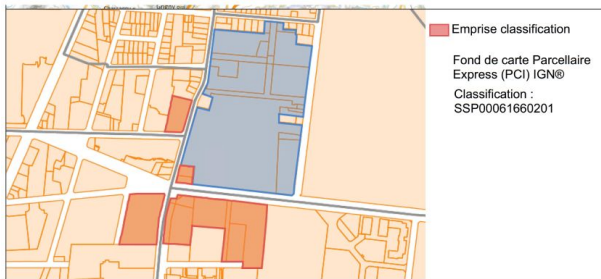 Emprise classification
Fond de carte Parcellaire
Express (PCI) IGN®
Classification :
SSP00061660201